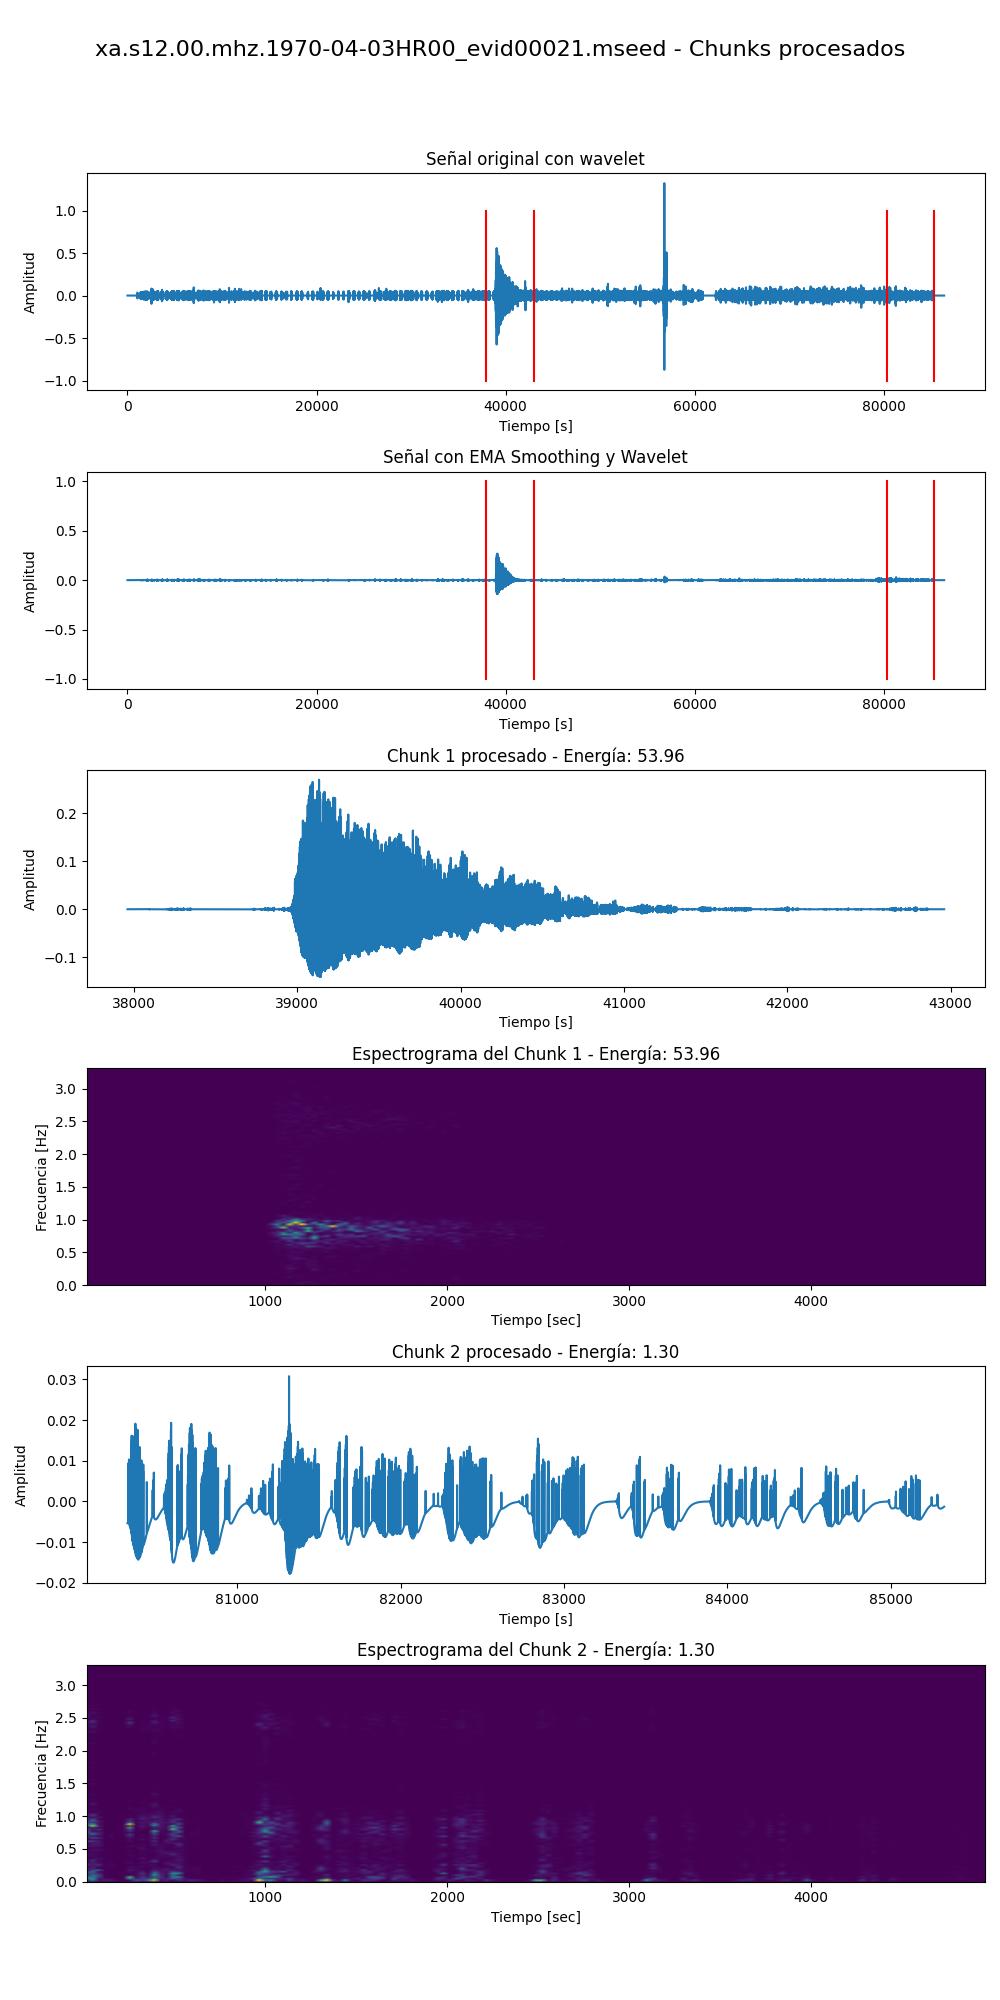 xa.s12.00.mhz.1970-04-03HR00_evid00021.mseed - Chunks procesados
Señal original con wavelet
Amplitud
1.0
0.5
0.0
−0.5
−1.0
0 20000 40000 60000 80000
Tiempo [s]
Señal con EMA Smoothing y Wavelet
Amplitud
1.0
0.5
0.0
−0.5
−1.0
0 20000 40000 60000 80000
Tiempo [s]
Chunk 1 procesado - Energía: 53.96
Amplitud
0.2
0.1
0.0
−0.1
38000 39000 40000 41000 42000 43000
Tiempo [s]
Espectrograma del Chunk 1 - Energía: 53.96
Frecuencia [Hz]
3.0
2.5
2.0
1.5
1.0
0.5
0.0
1000 2000 3000 4000
Tiempo [sec]
Chunk 2 procesado - Energía: 1.30
Amplitud
0.03
0.02
0.01
0.00
−0.01
−0.02
81000 82000 83000 84000 85000
Tiempo [s]
Espectrograma del Chunk 2 - Energía: 1.30
Frecuencia [Hz]
3.0
2.5
2.0
1.5
1.0
0.5
0.0
1000 2000 3000 4000
Tiempo [sec]